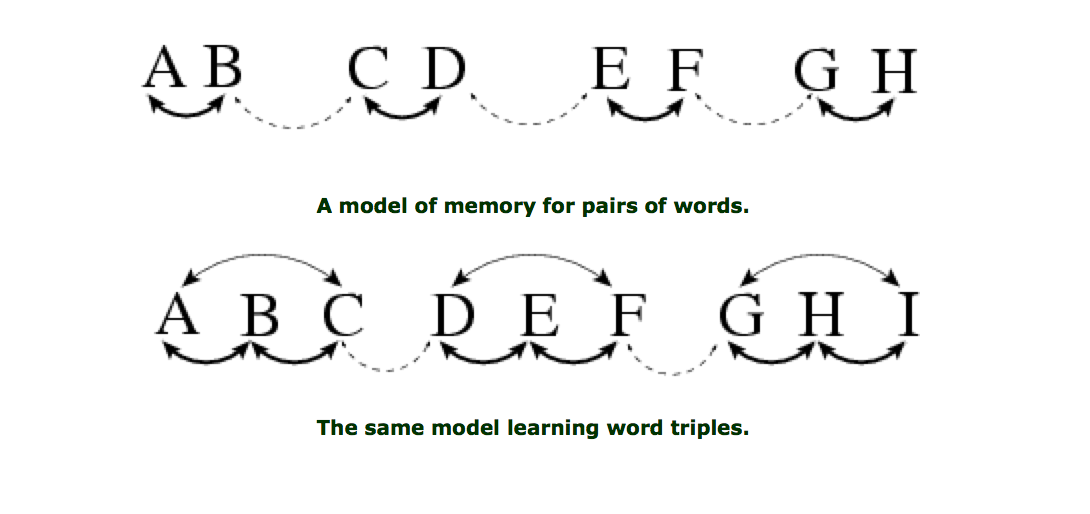 A B C D E F G H
A model of memory for pairs of words.
A B C D E F G H I
The same model learning word triples.